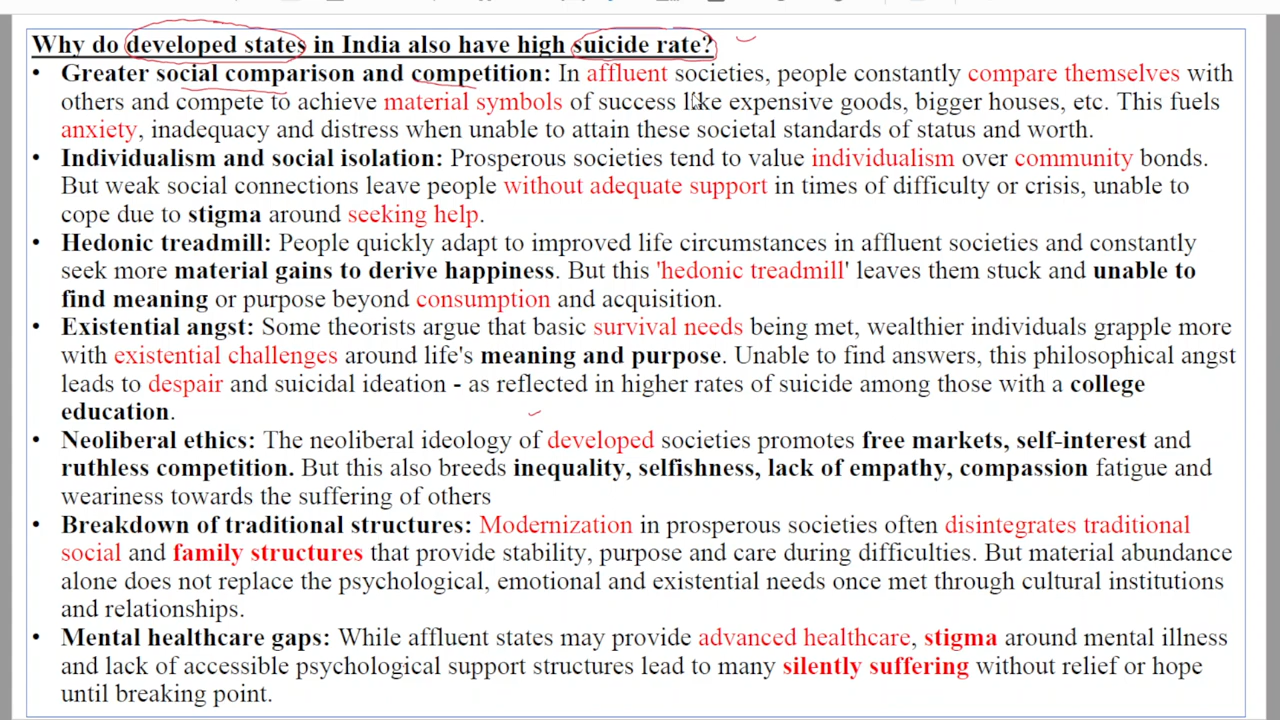 Why do developed states in India also have high suicide rate?
• Greater social comparison and competition: In affluent societies, people constantly compare themselves with
others and compete to achieve material symbols of success like expensive goods, bigger houses, etc. This fuels
anxiety, inadequacy and distress when unable to attain these societal standards of status and worth.
• Individualism and social isolation: Prosperous societies tend to value individualism over community bonds.
But weak social connections leave people without adequate support in times of difficulty or crisis, unable to
cope due to stigma around seeking help.
• Hedonic treadmill: People quickly adapt to improved life circumstances in affluent societies and constantly
seek more material gains to derive happiness. But this 'hedonic treadmill' leaves them stuck and unable to
find meaning or purpose beyond consumption and acquisition.
• Existential angst: Some theorists argue that basic survival needs being met, wealthier individuals grapple more
with existential challenges around life's meaning and purpose. Unable to find answers, this philosophical angst
leads to despair and suicidal ideation - as reflected in higher rates of suicide among those with a college
education.
• Neoliberal ethics: The neoliberal ideology of developed societies promotes free markets, self-interest and
ruthless competition. But this also breeds inequality, selfishness, lack of empathy, compassion fatigue and
weariness towards the suffering of others
• Breakdown of traditional structures: Modernization in prosperous societies often disintegrates traditional
social and family structures that provide stability, purpose and care during difficulties. But material abundance
alone does not replace the psychological, emotional and existential needs once met through cultural institutions
and relationships.
• Mental healthcare gaps: While affluent states may provide advanced healthcare, stigma around mental illness
and lack of accessible psychological support structures lead to many silently suffering without relief or hope
until breaking point.